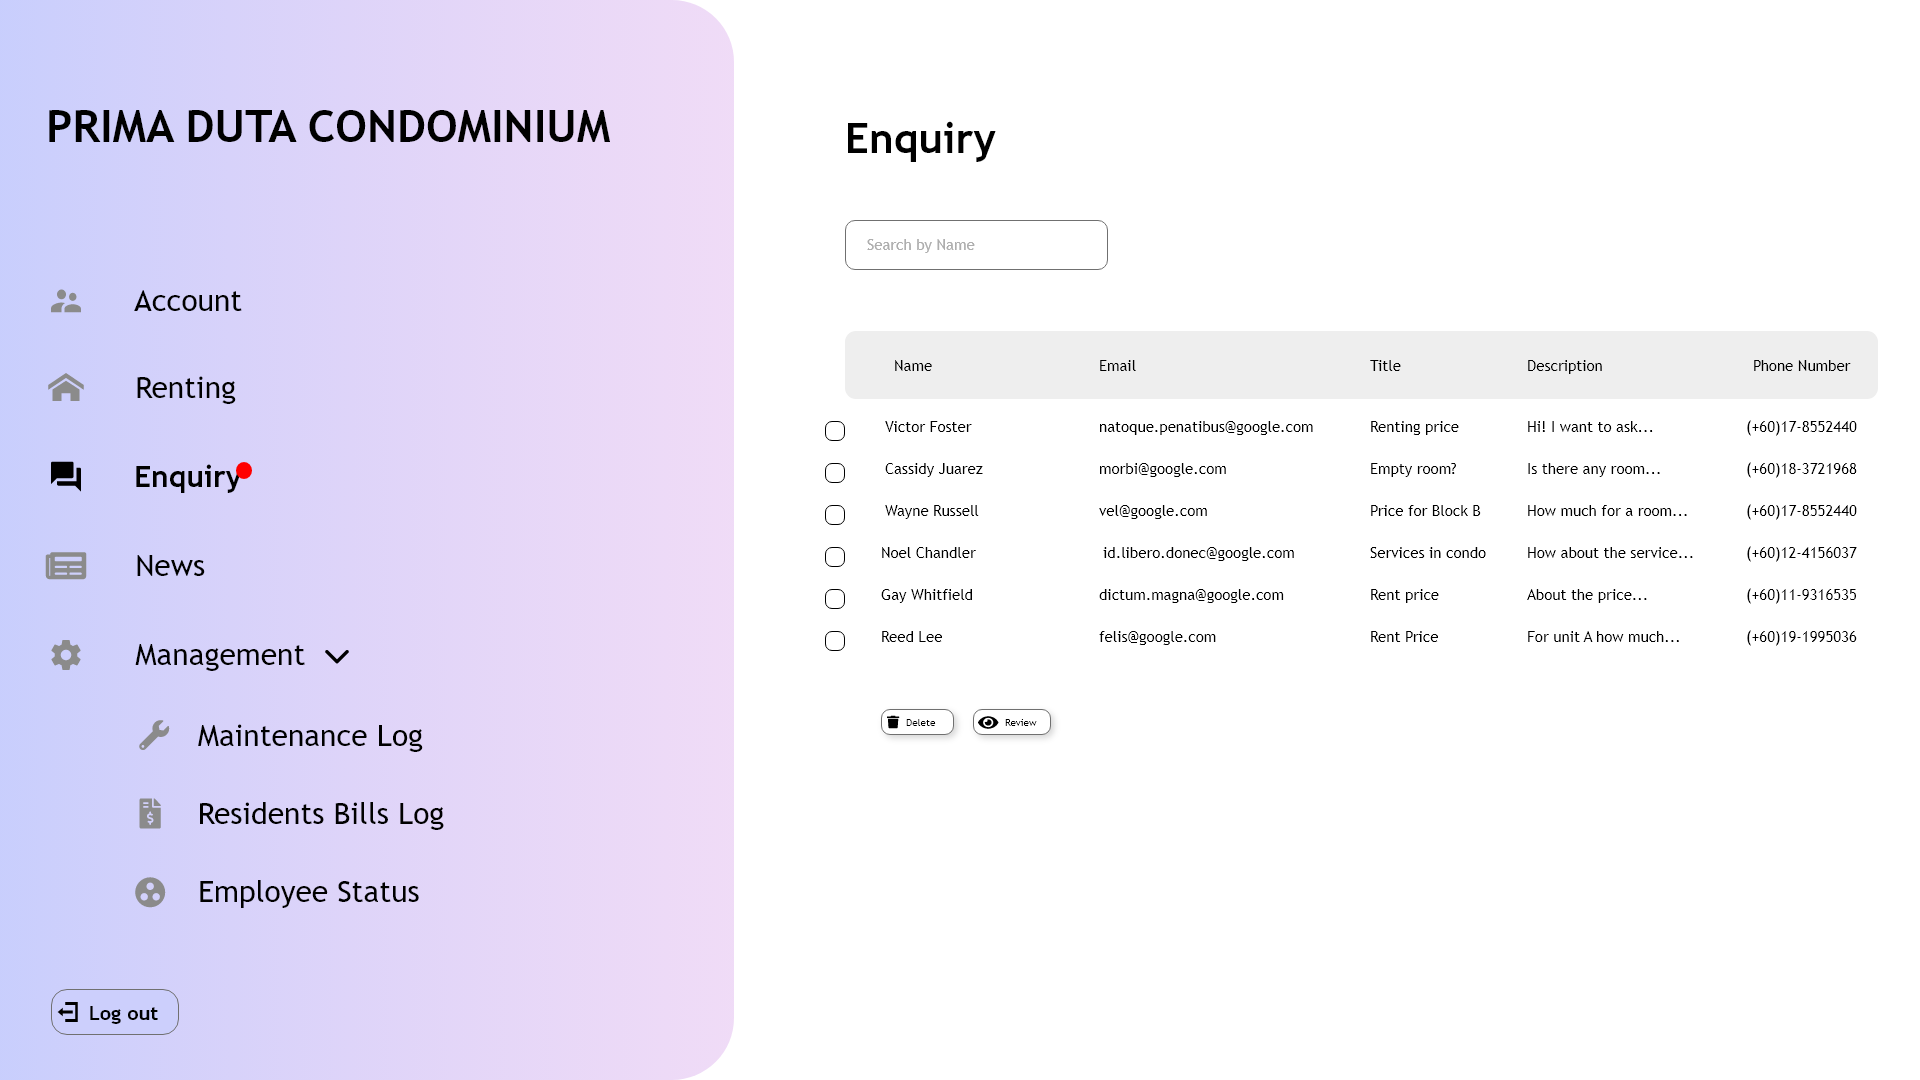 PRIMA DUTA CONDOMINIUM
Account
Renting
Enquiry
News
Management
Maintenance Log
Residents Bills Log
Employee Status
Log out
Enquiry
Search by Name
Name Email Title Description Phone Number
Victor Foster natoque.penatibus@google.com Renting price Hi! I want to ask... (+60)17-8552440
Cassidy Juarez morbi@google.com Empty room? Is there any room... (+60)18-3721968
Wayne Russell vel@google.com Price for Block B How much for a room... (+60)17-8552440
Noel Chandler id.libero.donec@google.com Services in condo How about the service... (+60)12-4156037
Gay Whitfield dictum.magna@google.com Rent price About the price... (+60)11-9316535
Reed Lee felis@google.com Rent Price For unit A how much... (+60)19-1995036
Delete Review